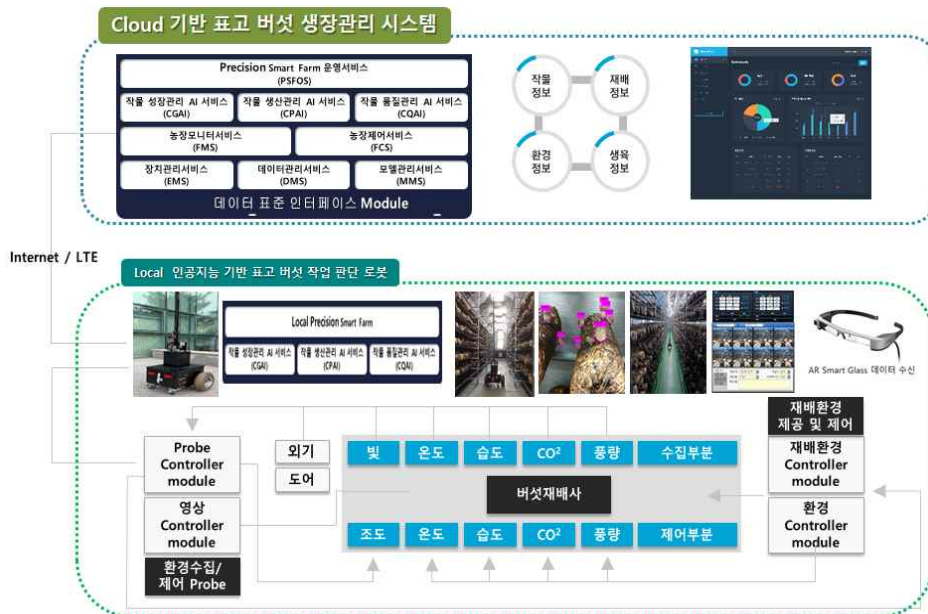 Cloud 기반 표고 버섯 생장관리 시스템
Precision Smart Farm 운영서비스
(PSFOS)
작물 성장관리 AI 서비스
(CGAI)
작물 생산관리 AI 서비스
(CPAI)
작물 품질관리 AI 서비스
(CQAI)
농장모니터서비스
(FMS)
농장제어서비스
(FCS)
장치관리서비스
(EMS)
데이터관리서비스
(DMS)
모델관리서비스
(MMS)
데이터 표준 인터페이스 Module
작물
정보
재배
정보
환경
정보
생육
정보
Internet / LTE
Local 인공지능 기반 표고 버섯 작업 판단 로봇
Local Precision Smart Farm
작물 성장관리 AI 서비스
(CGAI)
작물 생산관리 AI 서비스
(CPAI)
작물 품질관리 AI 서비스
(CQAI)
AR Smart Glass 데이터 수신
재배환경
제공 및 제어
Probe
Controller
module
외기
도어
빛
온도
습도
CO²
풍량
수집부분
재배환경
Controller
module
버섯재배사
영상
Controller
module
환경
Controller
module
조도
온도
습도
CO²
풍량
제어부분
환경수집/
제어 Probe